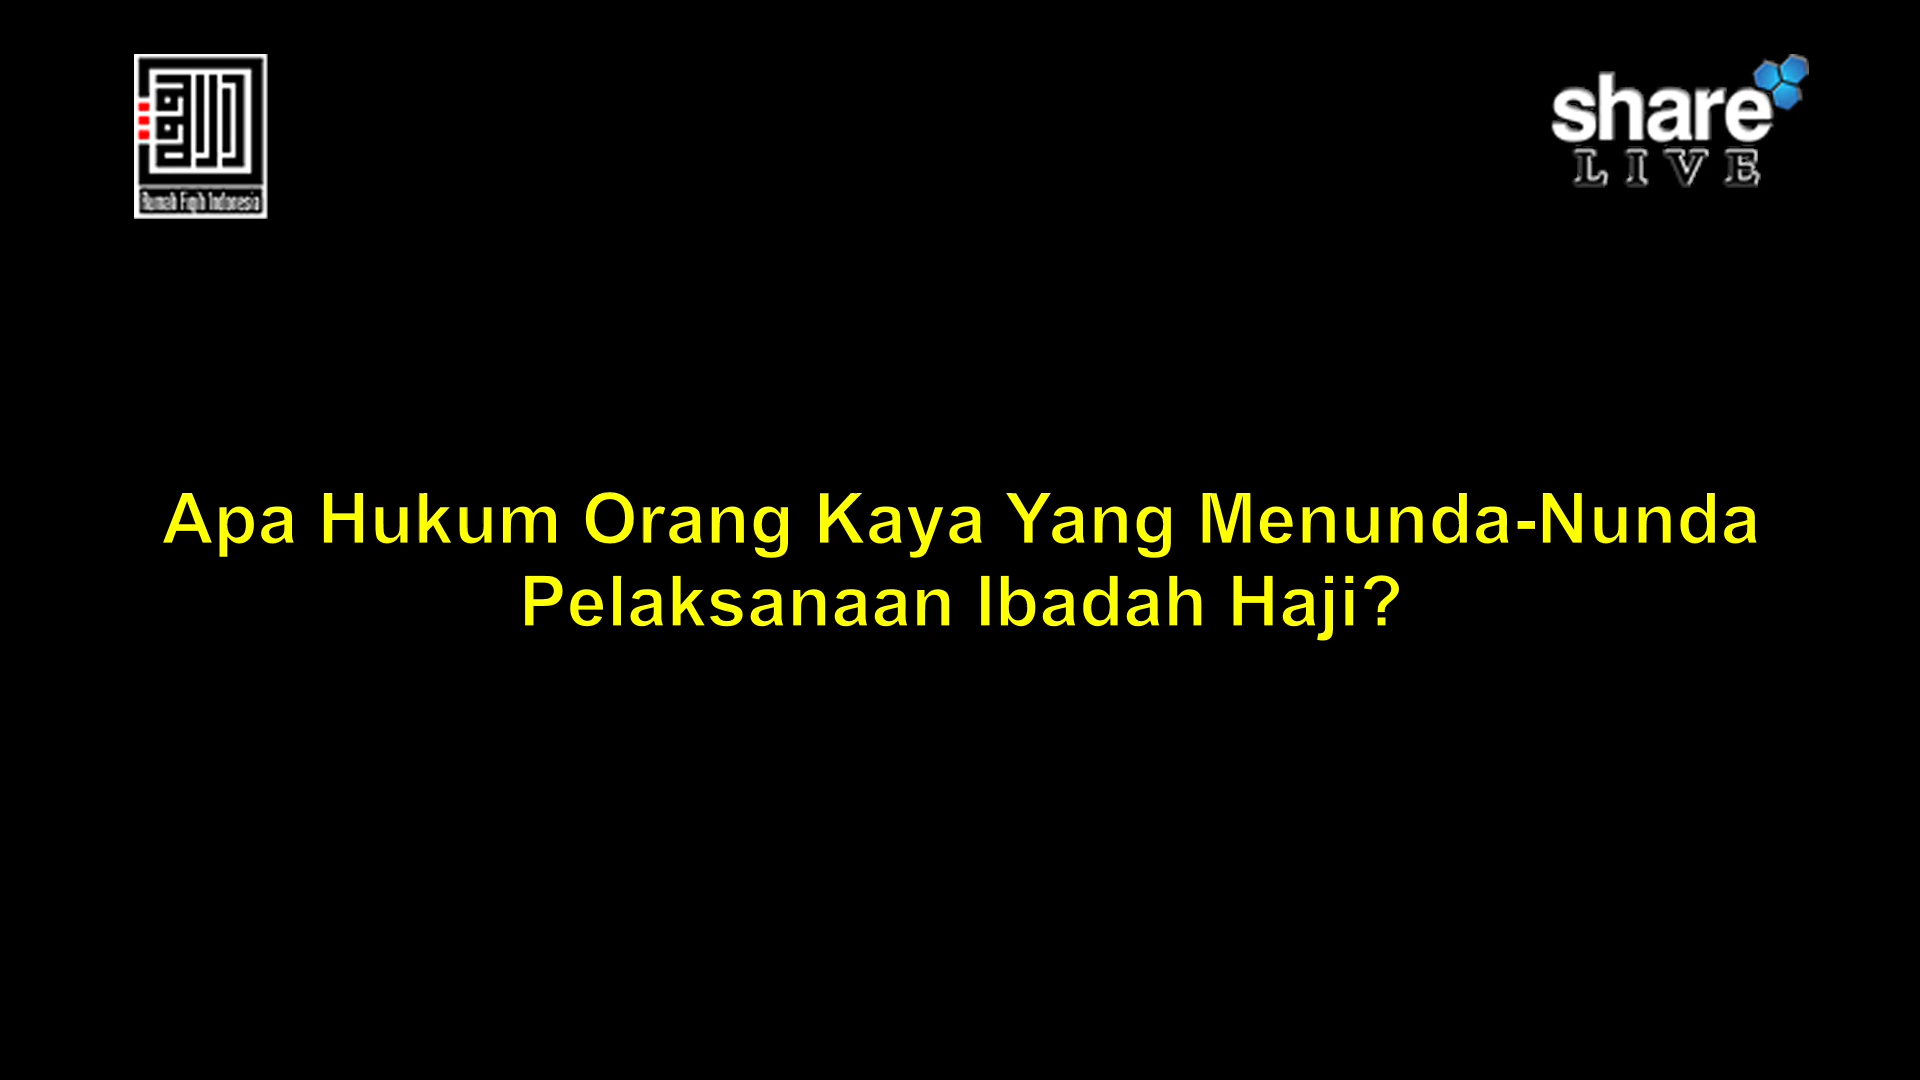 Rumah Fiqih Indonesia
share
LIVE
Apa Hukum Orang Kaya Yang Menunda-Nunda
Pelaksanaan Ibadah Haji?